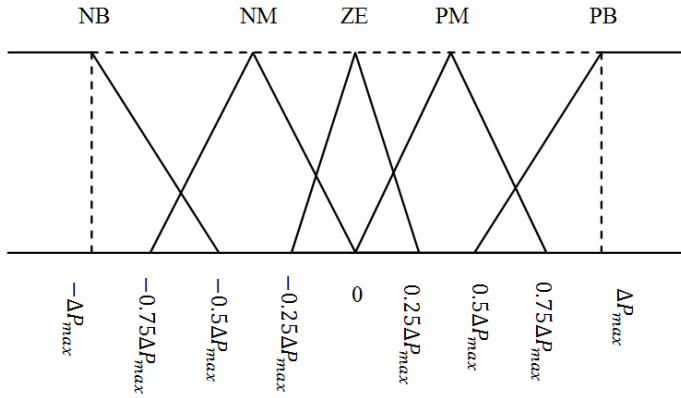 NB
NM
ZE
PM
PB
−ΔPmax
−0.75ΔPmax
−0.5ΔPmax
−0.25ΔPmax
0
0.25ΔPmax
0.5ΔPmax
0.75ΔPmax
ΔPmax